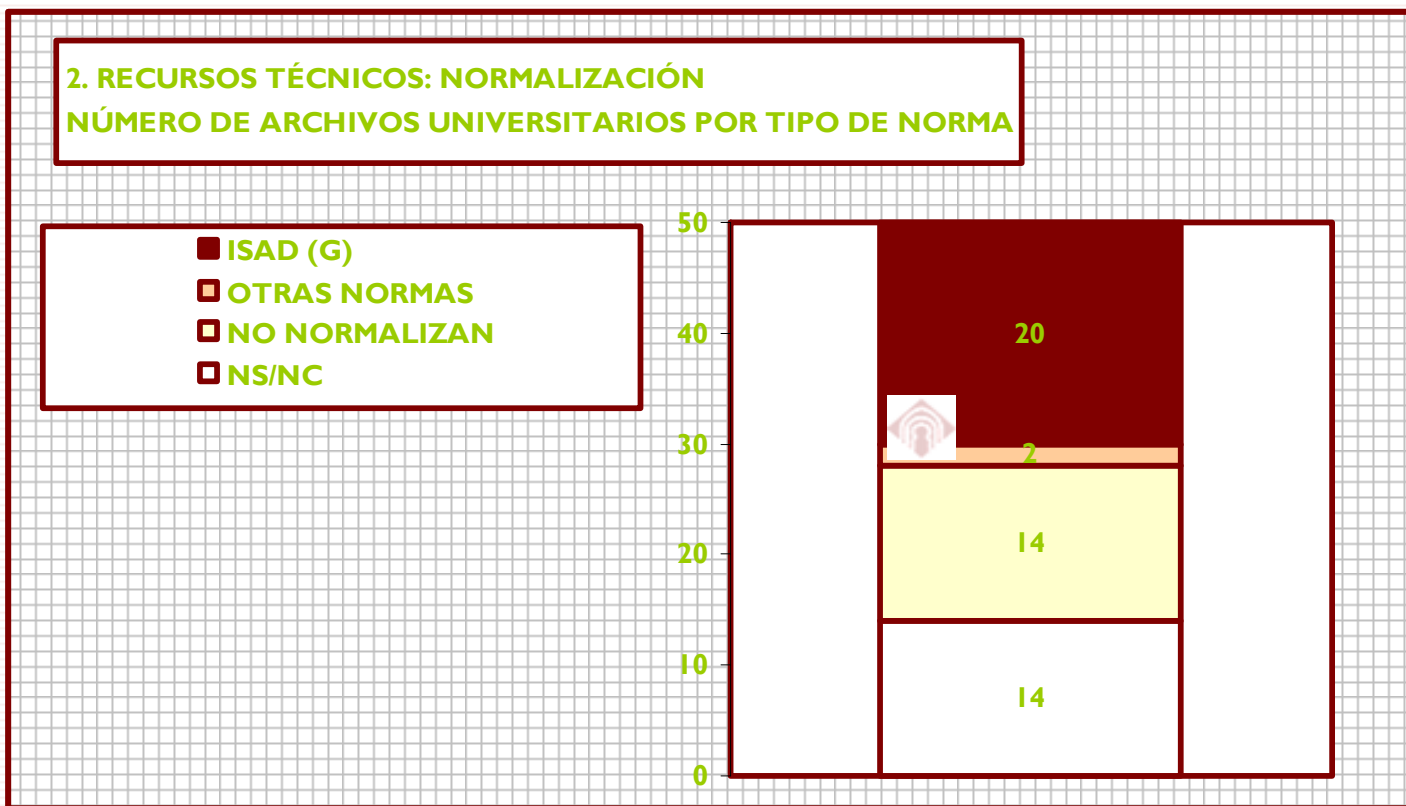 2. RECURSOS TÉCNICOS: NORMALIZACIÓN
NÚMERO DE ARCHIVOS UNIVERSITARIOS POR TIPO DE NORMA
ISAD (G)
OTRAS NORMAS
NO NORMALIZAN
NS/NC
50
40
30
20
10
0
20
2
14
14